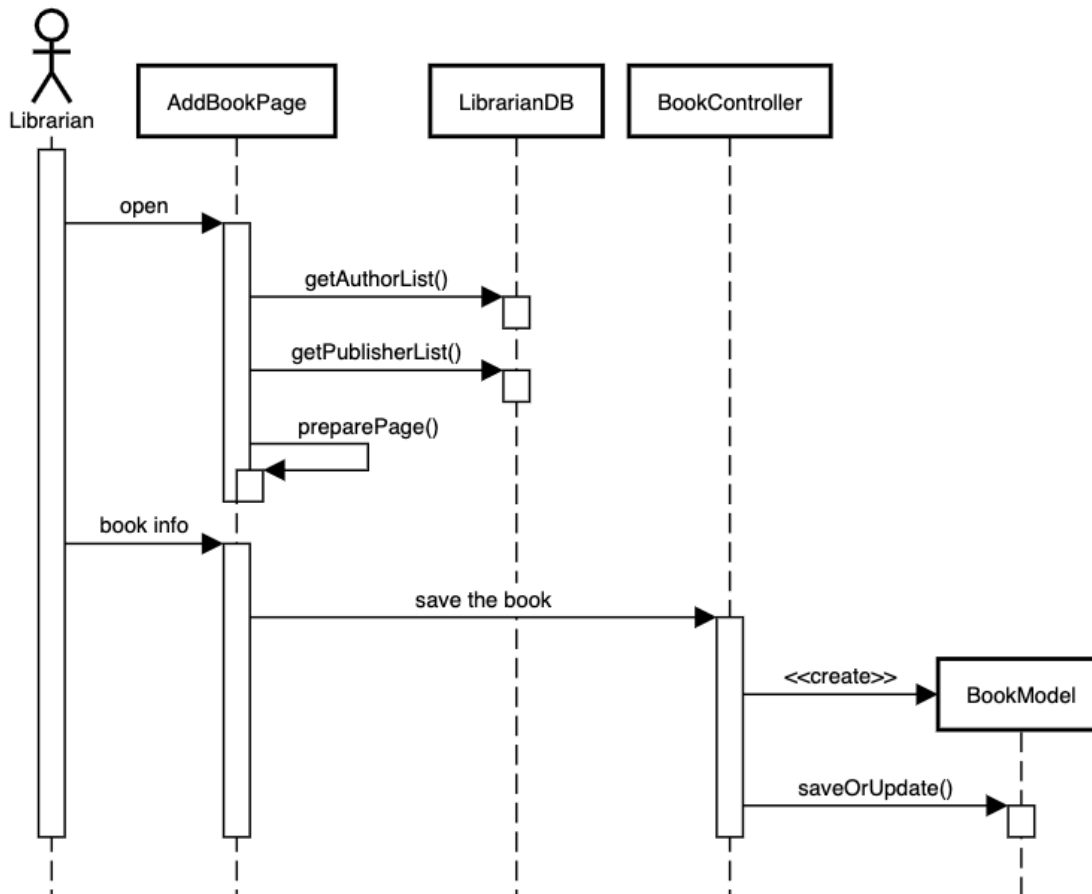 Librarian
AddBookPage
LibrarianDB
BookController
open
getAuthorList()
getPublisherList()
preparePage()
book info
save the book
<<create>>
BookModel
saveOrUpdate()